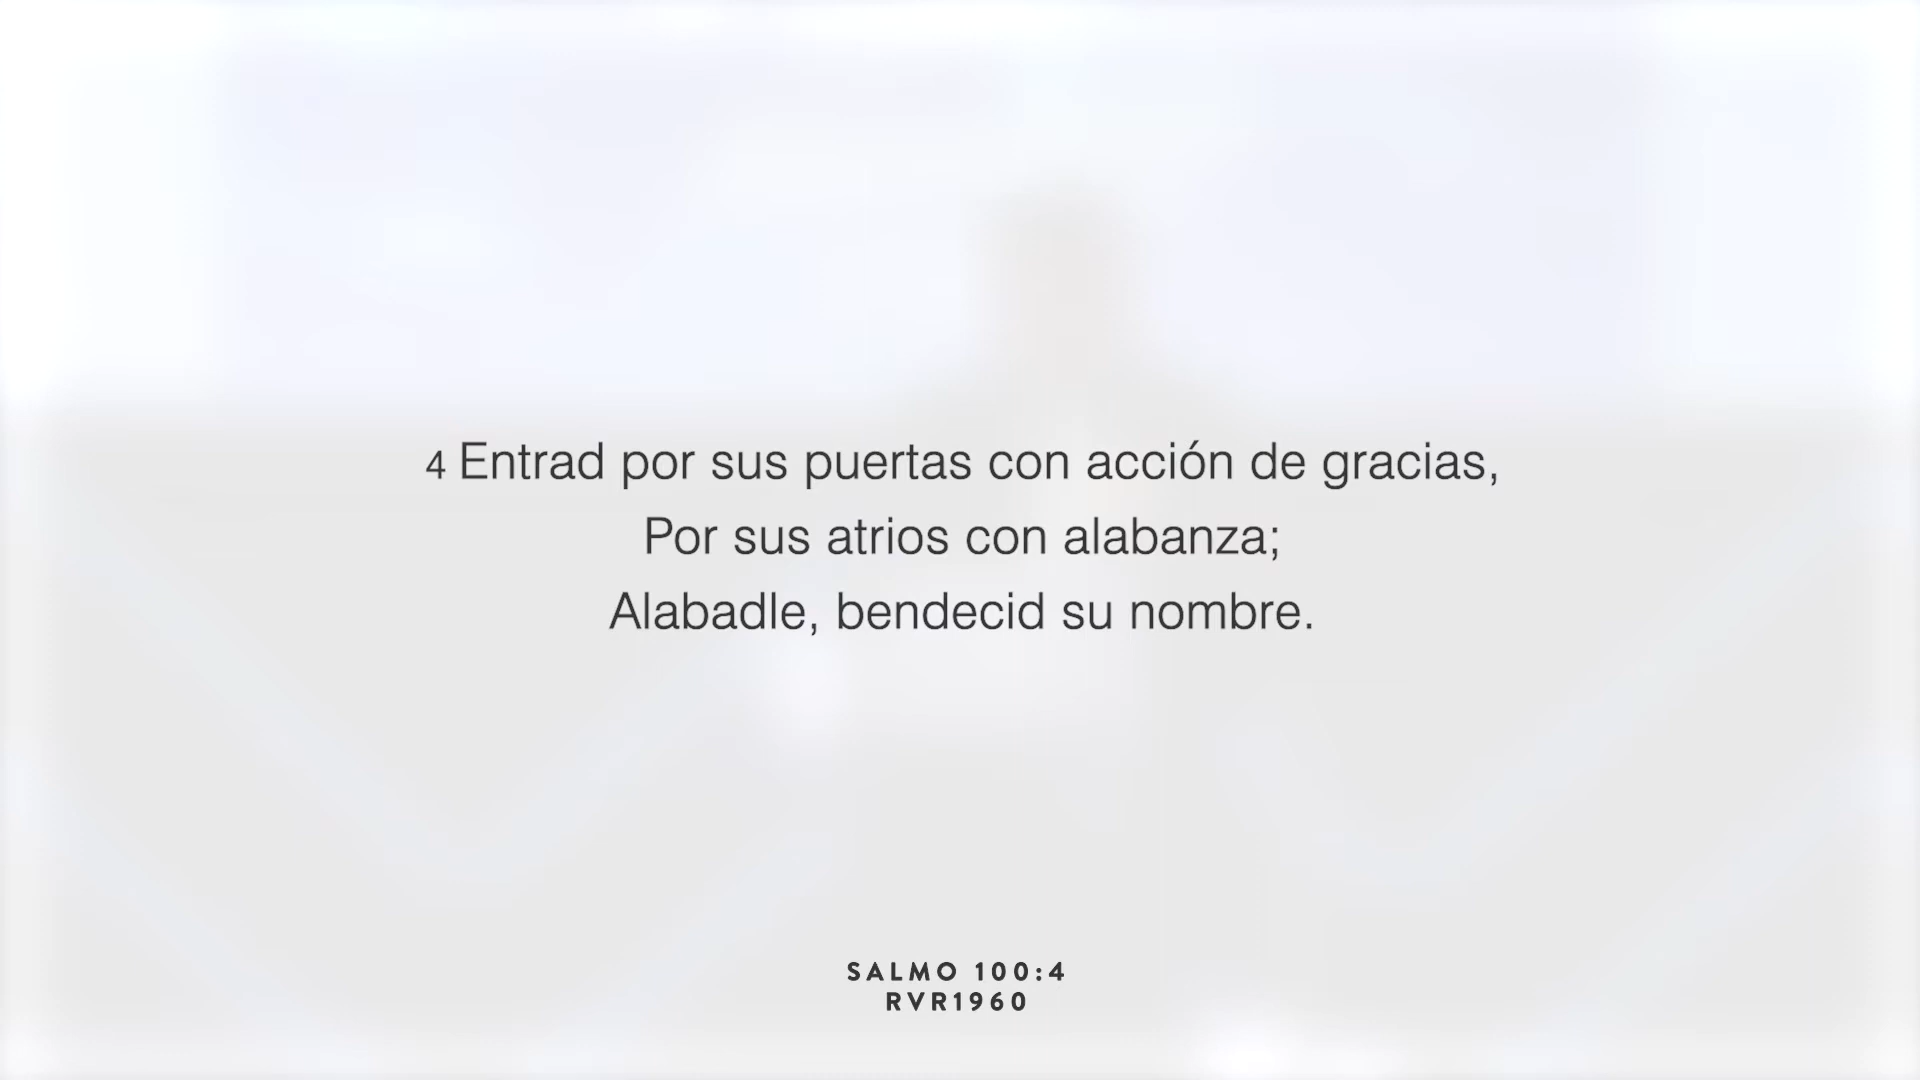 4 Entrad por sus puertas con acción de gracias,
Por sus atrios con alabanza;
Alabadle, bendecid su nombre.
SALMO 100:4
RVR1960